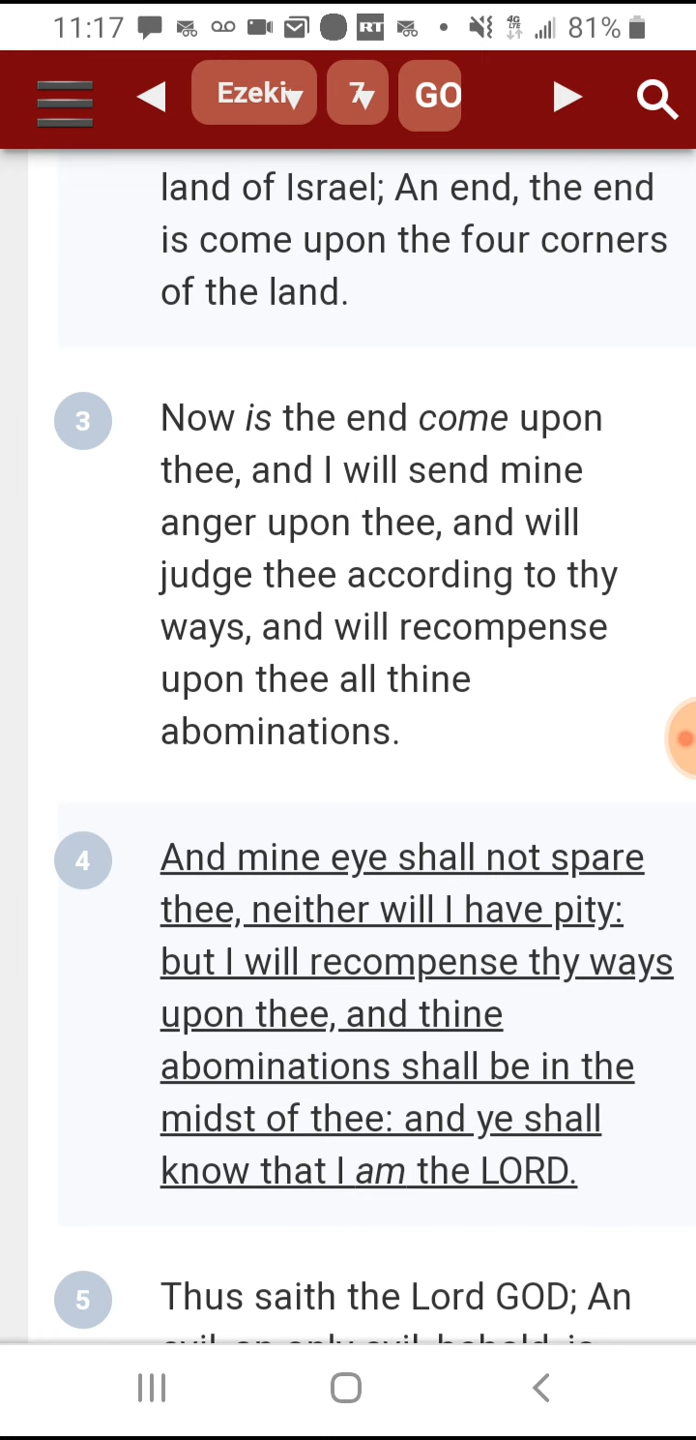 11:17 RT 4G LTE 81%
Ezeki 7 GO
land of Israel; An end, the end
is come upon the four corners
of the land.
3 Now is the end come upon
thee, and I will send mine
anger upon thee, and will
judge thee according to thy
ways, and will recompense
upon thee all thine
abominations.
4 And mine eye shall not spare
thee, neither will I have pity:
but I will recompense thy ways
upon thee, and thine
abominations shall be in the
midst of thee: and ye shall
know that I am the LORD.
5 Thus saith the Lord GOD; An